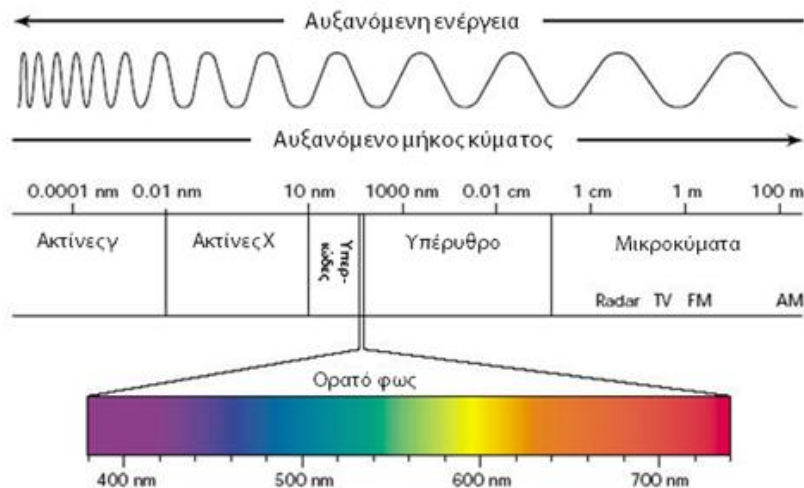 Αυξανόμενη ενέργεια
Αυξανόμενο μήκος κύματος
0.0001 nm 0.01 nm 10 nm 1000 nm 0.01 cm 1 cm 1 m 100 m
Ακτίνες γ Ακτίνες Χ Υπερ-
κώδες Υπέρυθρο Μικροκύματα
Radar TV FM AM
Ορατό φως
400 nm 500 nm 600 nm 700 nm